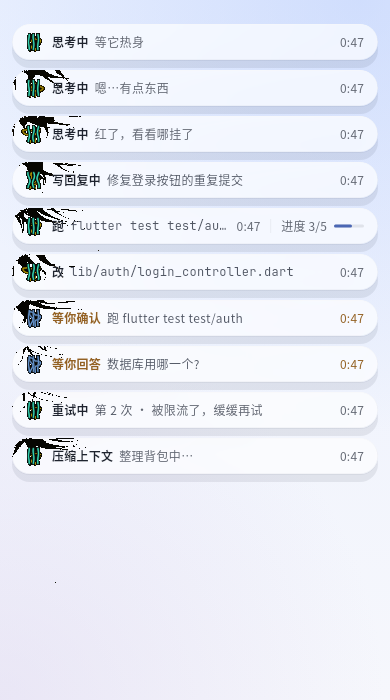 思考中 等它热身 0:47
思考中 嗯…有点东西 0:47
思考中 红了，看看哪挂了 0:47
写回复中 修复登录按钮的重复提交 0:47
跑 flutter test test/au… 0:47 进度 3/5
改 lib/auth/login_controller.dart 0:47
等你确认 跑 flutter test test/auth 0:47
等你回答 数据库用哪一个? 0:47
重试中 第 2 次 · 被限流了，缓缓再试 0:47
压缩上下文 整理背包中… 0:47